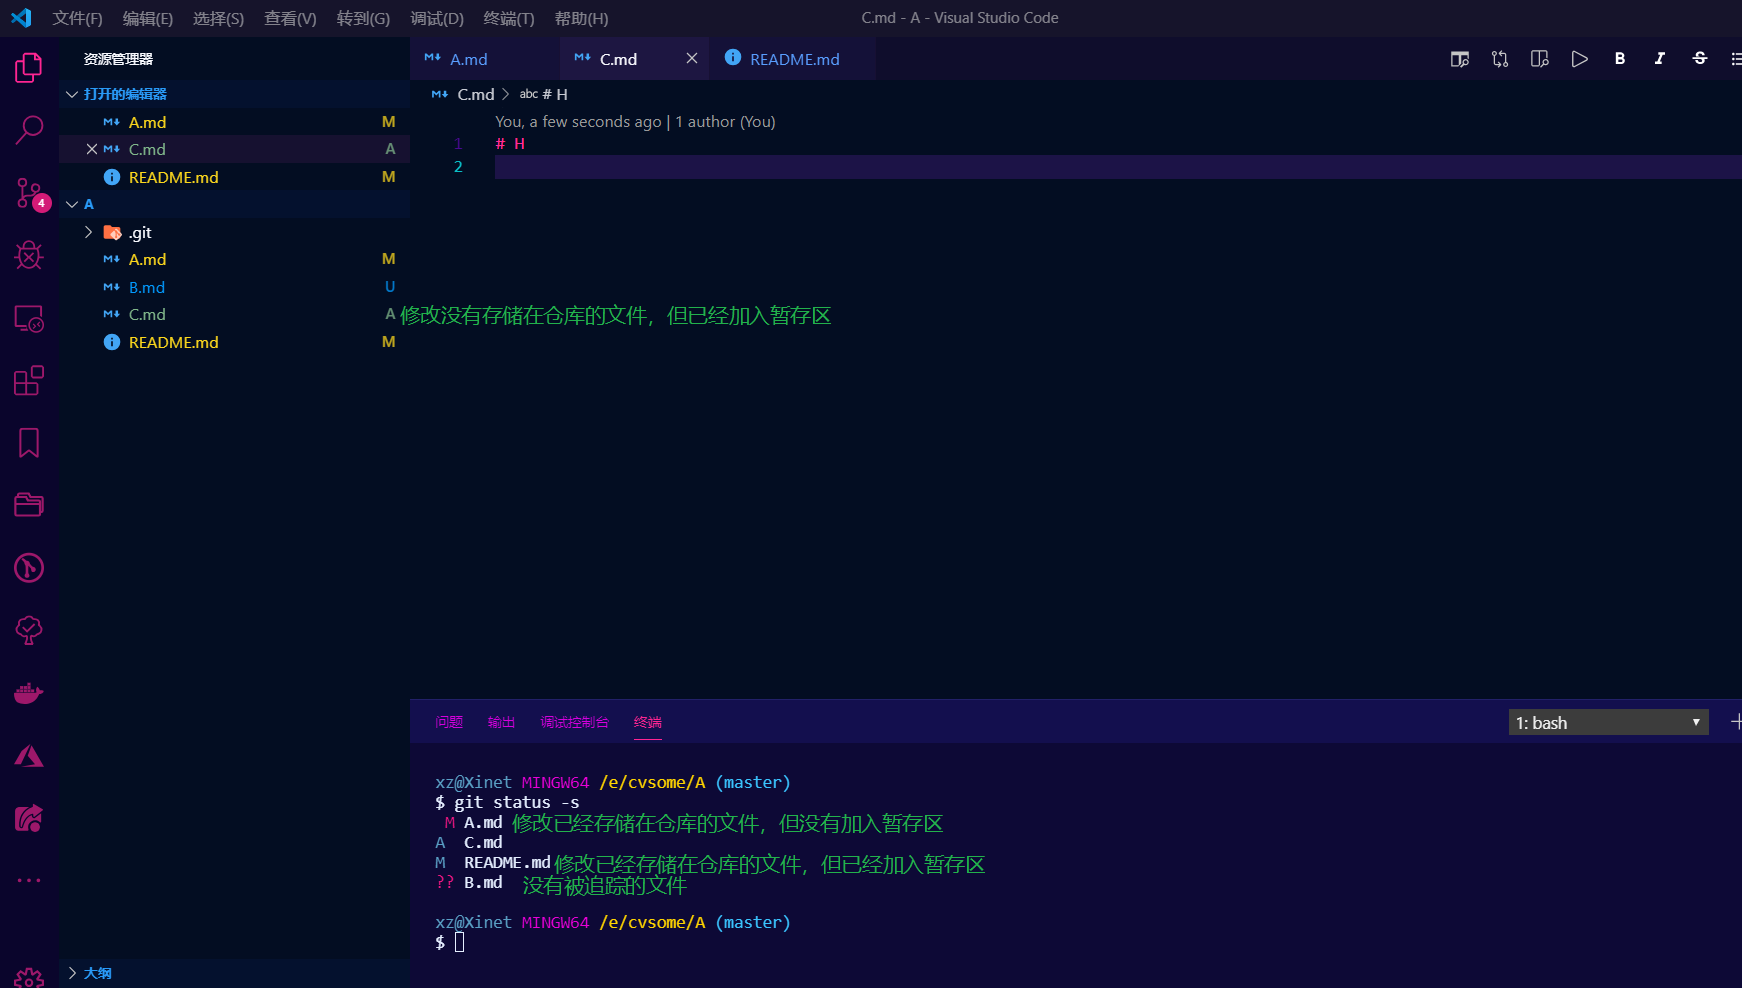 文件(F) 编辑(E) 选择(S) 查看(V) 转到(G) 调试(D) 终端(T) 帮助(H) C.md - A - Visual Studio Code
资源管理器
A.md C.md README.md
打开的编辑器
A.md M
C.md A
README.md M
4
A
.git
A.md M
B.md U
C.md A 修改没有存储在仓库的文件，但已经加入暂存区
README.md M
大纲
C.md > abc # H
You, a few seconds ago | 1 author (You)
1 # H
2
问题 输出 调试控制台 终端 1: bash
xz@Xinet MINGW64 /e/cvsome/A (master)
$ git status -s
M A.md 修改已经存储在仓库的文件，但没有加入暂存区
A C.md
M README.md 修改已经存储在仓库的文件，但已经加入暂存区
?? B.md 没有被追踪的文件
xz@Xinet MINGW64 /e/cvsome/A (master)
$